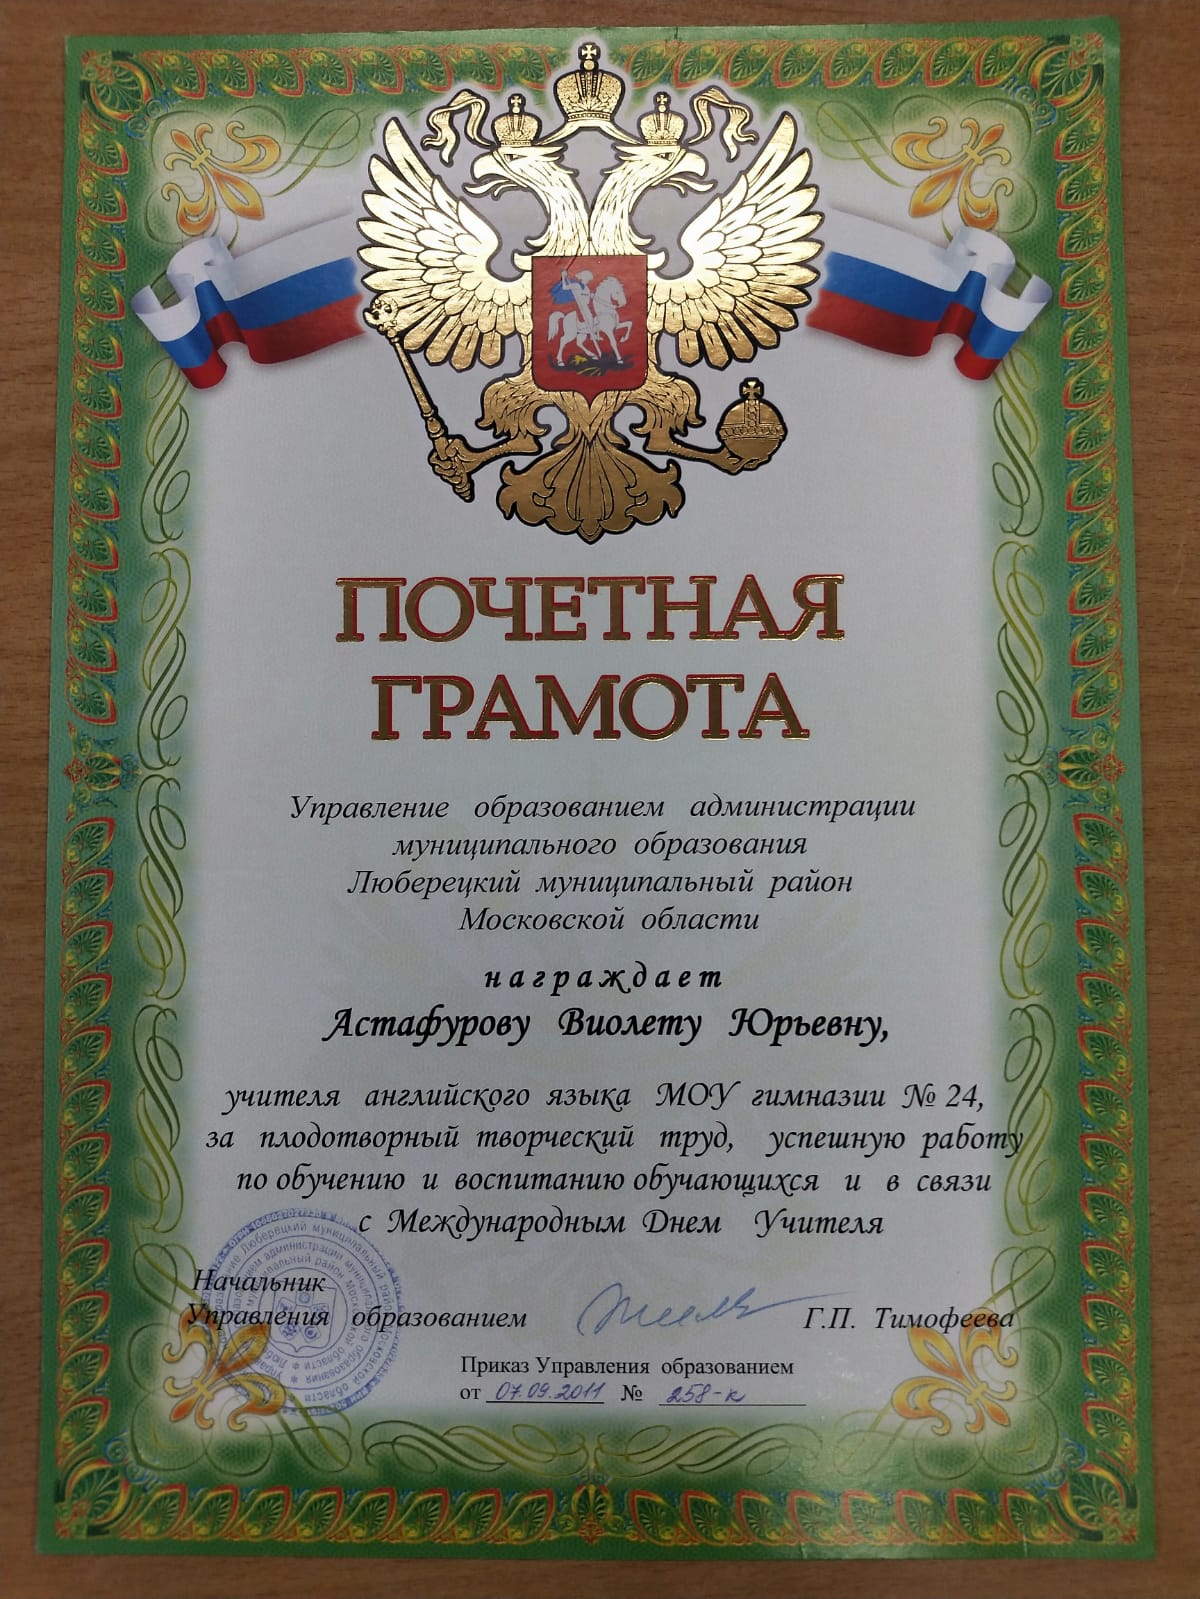 ПОЧЕТНАЯ
ГРАМОТА
Управление образованием администрации
муниципального образования
Люберецкий муниципальный район
Московской области
награждает
Астафурову Виолету Юрьевну,
учителя английского языка МОУ гимназии № 24,
за плодотворный творческий труд, успешную работу
по обучению и воспитанию обучающихся и в связи
с Международным Днем Учителя
Начальник
Управления образованием Г.П. Тимофеева
Приказ Управления образованием
от 07.09.2011 № 258-к